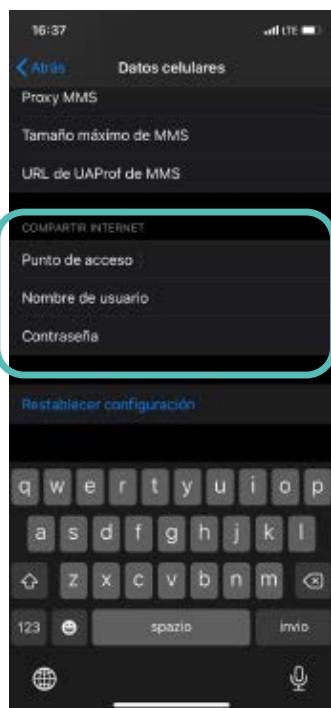 16:37
LTE
Atrás
Datos celulares
Proxy MMS
Tamaño máximo de MMS
URL de UAProf de MMS
COMPARTIR INTERNET
Punto de acceso
Nombre de usuario
Contraseña
Restablecer configuración
q w e r t y u i o p
a s d f g h j k l
z x c v b n m
123 spazio invio